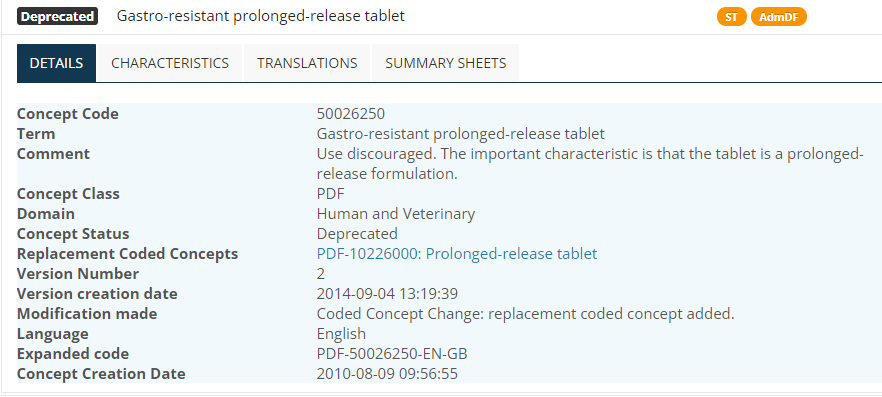 Deprecated Gastro-resistant prolonged-release tablet ST AdmDF
DETAILS CHARACTERISTICS TRANSLATIONS SUMMARY SHEETS
Concept Code 50026250
Term Gastro-resistant prolonged-release tablet
Comment Use discouraged. The important characteristic is that the tablet is a prolonged-
release formulation.
Concept Class PDF
Domain Human and Veterinary
Concept Status Deprecated
Replacement Coded Concepts PDF-10226000: Prolonged-release tablet
Version Number 2
Version creation date 2014-09-04 13:19:39
Modification made Coded Concept Change: replacement coded concept added.
Language English
Expanded code PDF-50026250-EN-GB
Concept Creation Date 2010-08-09 09:56:55